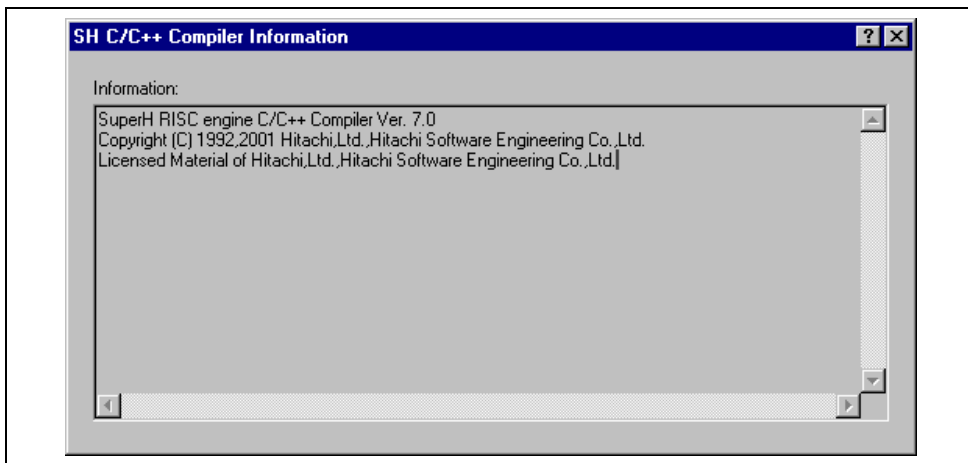 SH C/C++ Compiler Information
Information:
SuperH RISC engine C/C++ Compiler Ver. 7.0
Copyright (C) 1992,2001 Hitachi,Ltd.,Hitachi Software Engineering Co.,Ltd.
Licensed Material of Hitachi,Ltd.,Hitachi Software Engineering Co.,Ltd.